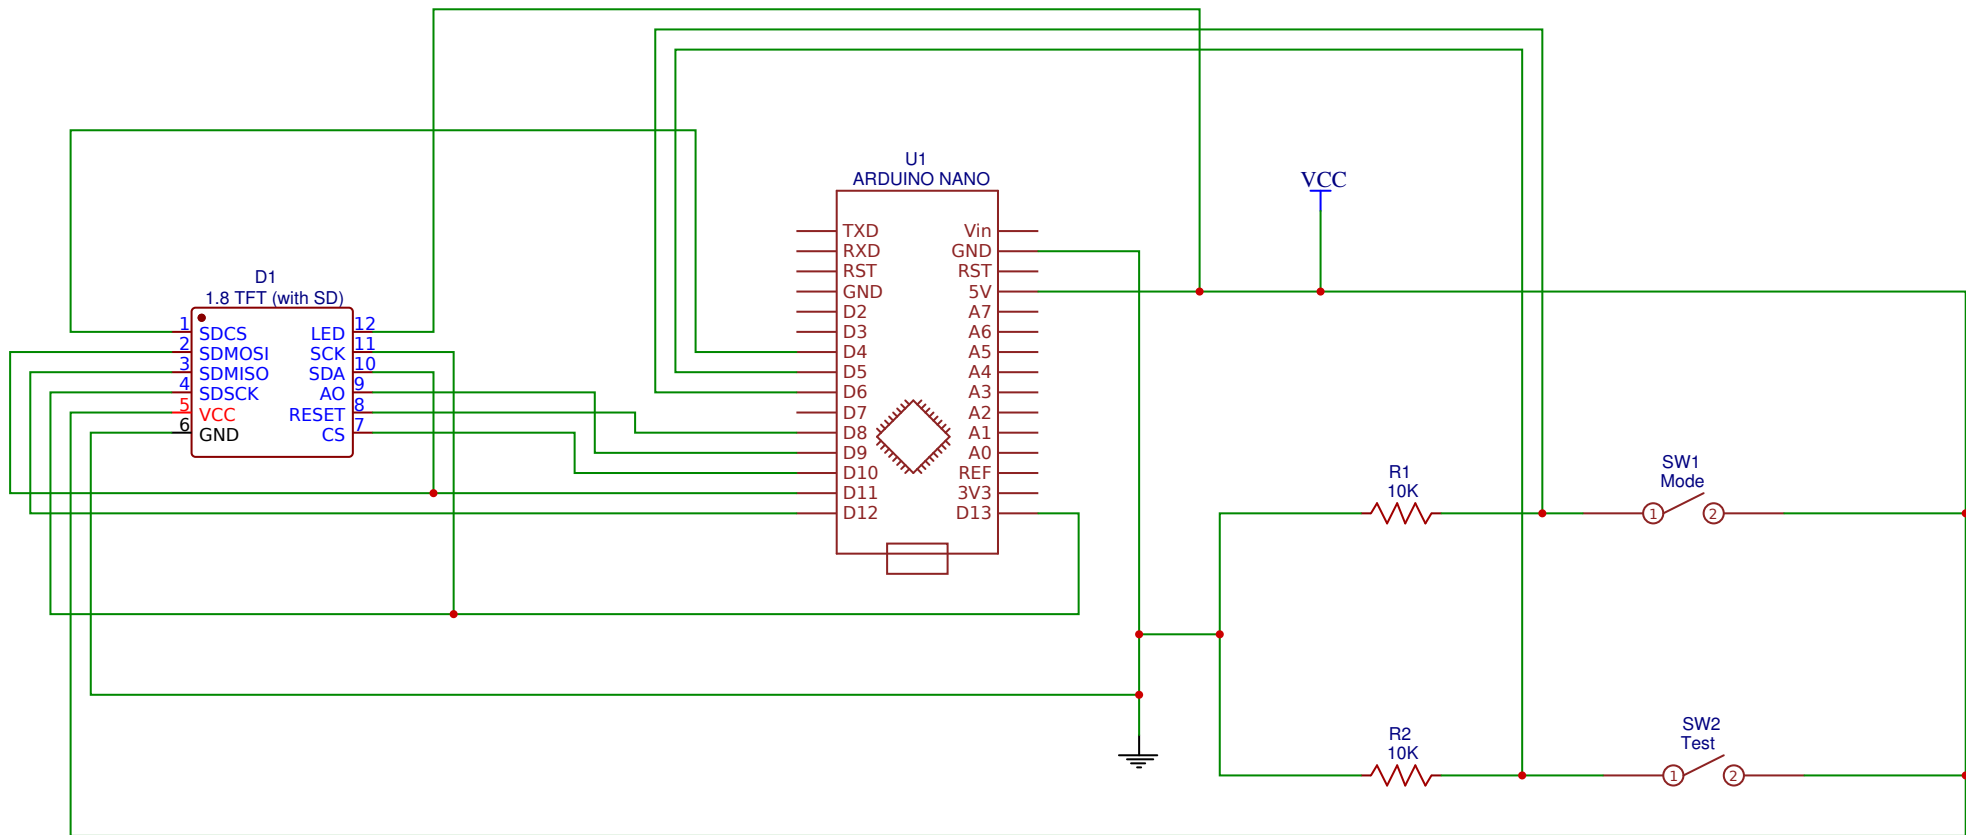 U1
ARDUINO NANO
VCC
TXD
RXD
RST
GND
D2
D3
D4
D5
D6
D7
D8
D9
D10
D11
D12
Vin
GND
RST
5V
A7
A6
A5
A4
A3
A2
A1
A0
REF
3V3
D13
D1
1.8 TFT (with SD)
1 SDCS
2 SDMOSI
3 SDMISO
4 SDSCK
5 VCC
6 GND
LED 12
SCK 11
SDA 10
AO 9
RESET 8
CS 7
R1
10K
SW1
Mode
1 2
R2
10K
SW2
Test
1 2